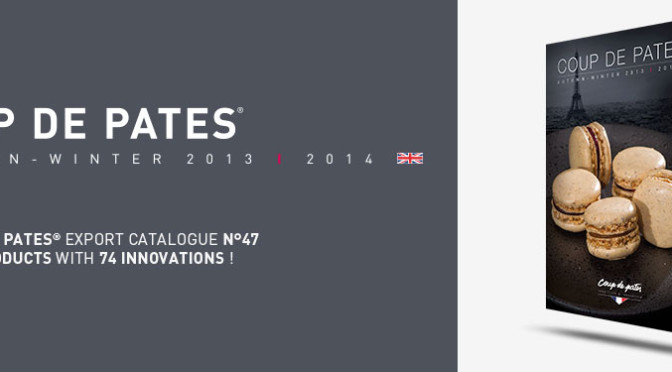 P DE PATES®
N-WINTER 2013 | 2014
PATES® EXPORT CATALOGUE N°47
ODUCTS WITH 74 INNOVATIONS !
COUP DE PATE
AUTUMN-WINTER 2013 | 20
Coup de pates